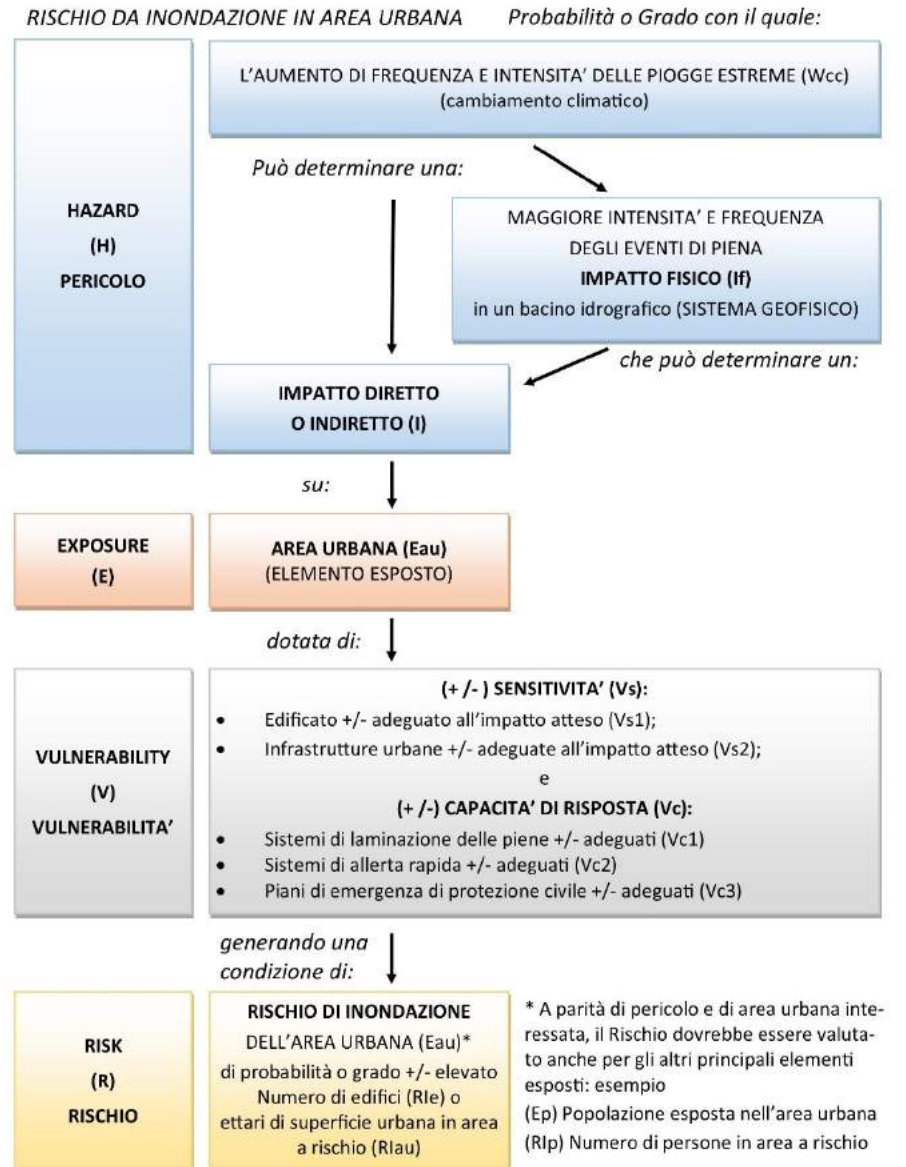 RISCHIO DA INONDAZIONE IN AREA URBANA
Probabilità o Grado con il quale:
HAZARD
(H)
PERICOLO
L'AUMENTO DI FREQUENZA E INTENSITA' DELLE PIOGGE ESTREME (Wcc)
(cambiamento climatico)
Può determinare una:
MAGGIORE INTENSITA' E FREQUENZA
DEGLI EVENTI DI PIENA
IMPATTO FISICO (If)
in un bacino idrografico (SISTEMA GEOFISICO)
che può determinare un:
IMPATTO DIRETTO
O INDIRETTO (I)
su:
EXPOSURE
(E)
AREA URBANA (Eau)
(ELEMENTO ESPOSTO)
dotata di:
VULNERABILITY
(V)
VULNERABILITA'
(+ /- ) SENSITIVITA' (Vs):
• Edificato +/- adeguato all'impatto atteso (Vs1);
• Infrastrutture urbane +/- adeguate all'impatto atteso (Vs2);
e
(+ /-) CAPACITA' DI RISPOSTA (Vc):
• Sistemi di laminazione delle piene +/- adeguati (Vc1)
• Sistemi di allerta rapida +/- adeguati (Vc2)
• Piani di emergenza di protezione civile +/- adeguati (Vc3)
generando una
condizione di:
RISK
(R)
RISCHIO
RISCHIO DI INONDAZIONE
DELL'AREA URBANA (Eau)*
di probabilità o grado +/- elevato
Numero di edifici (RIe) o
ettari di superficie urbana in area
a rischio (RIau)
* A parità di pericolo e di area urbana inte-
ressata, il Rischio dovrebbe essere valuta-
to anche per gli altri principali elementi
esposti: esempio
(Ep) Popolazione esposta nell'area urbana
(RIp) Numero di persone in area a rischio